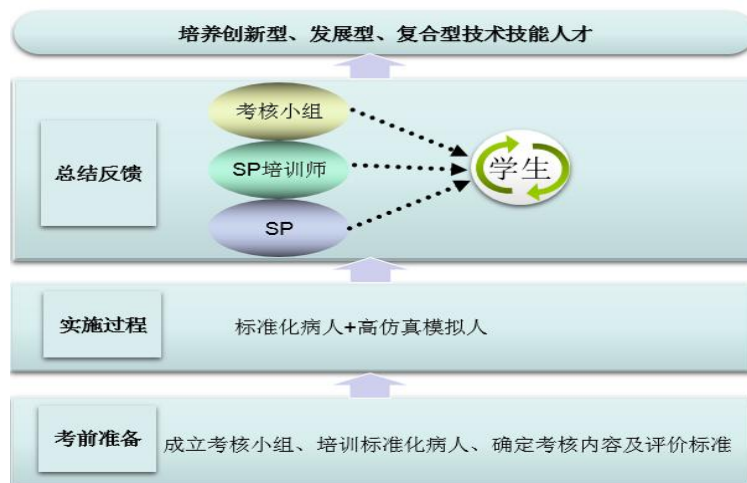 培养创新型、发展型、复合型技术技能人才
总结反馈
考核小组
SP培训师
SP
学生
实施过程
标准化病人+高仿真模拟人
考前准备
成立考核小组、培训标准化病人、确定考核内容及评价标准